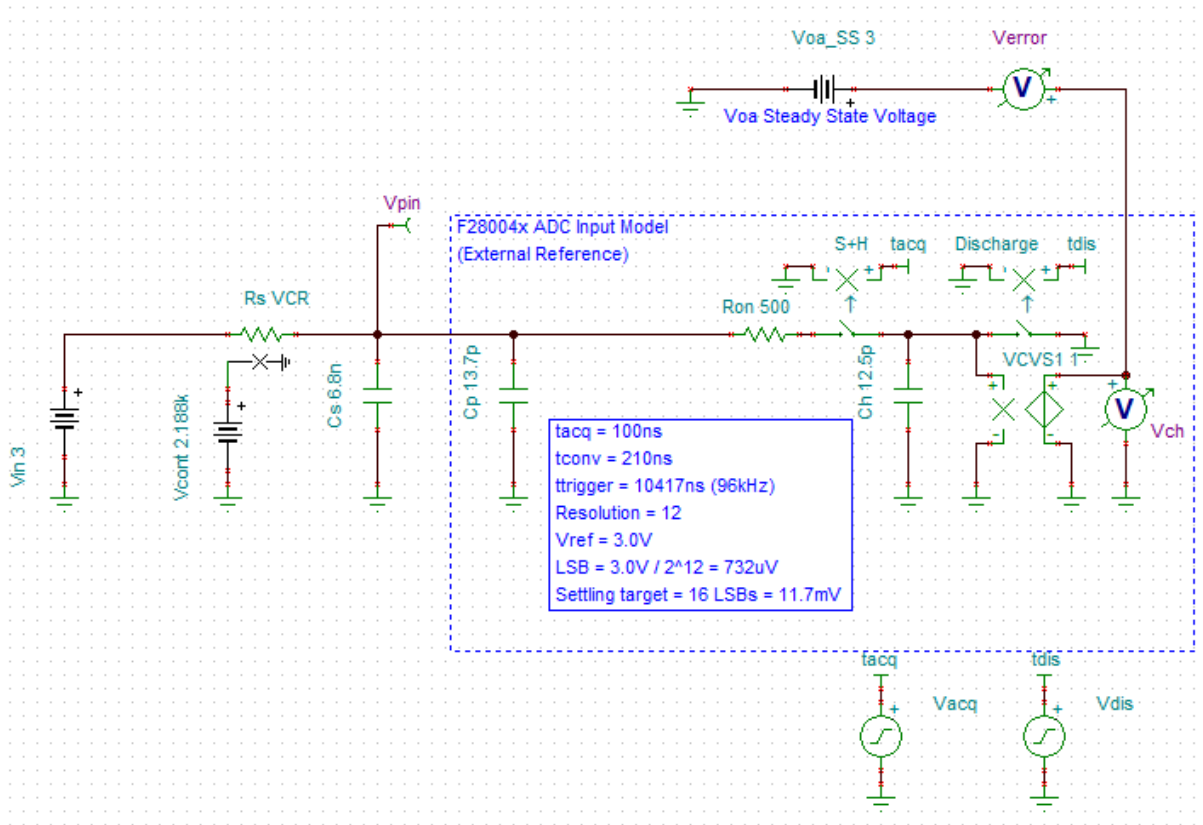 Voa_SS 3
Verror
V
+
+
Voa Steady State Voltage
Vpin
F28004x ADC Input Model
(External Reference)
S+H
tacq
Discharge
tdis
Rs VCR
Ron 500
VCVS1 1
Vin 3
Vcont 2.188k
Cs 6.8n
Cp 13.7p
Ch 12.5p
V
Vch
tacq = 100ns
tconv = 210ns
ttrigger = 10417ns (96kHz)
Resolution = 12
Vref = 3.0V
LSB = 3.0V / 2^12 = 732uV
Settling target = 16 LSBs = 11.7mV
tacq
tdis
Vacq
Vdis